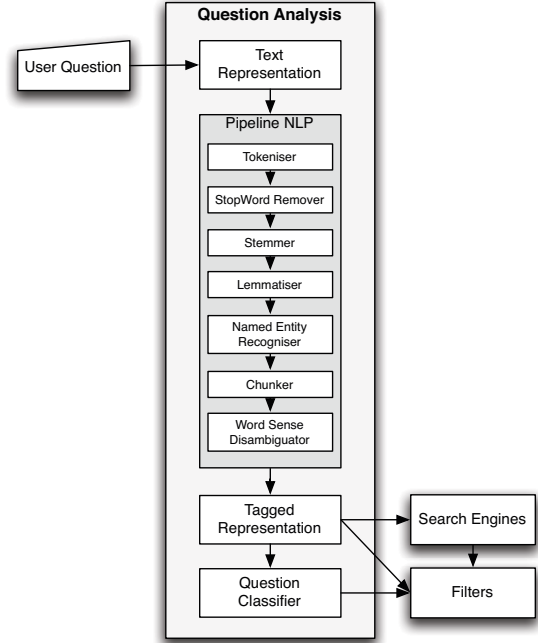 Question Analysis
User Question
Text
Representation
Pipeline NLP
Tokeniser
StopWord Remover
Stemmer
Lemmatiser
Named Entity
Recogniser
Chunker
Word Sense
Disambiguator
Tagged
Representation
Search Engines
Question
Classifier
Filters